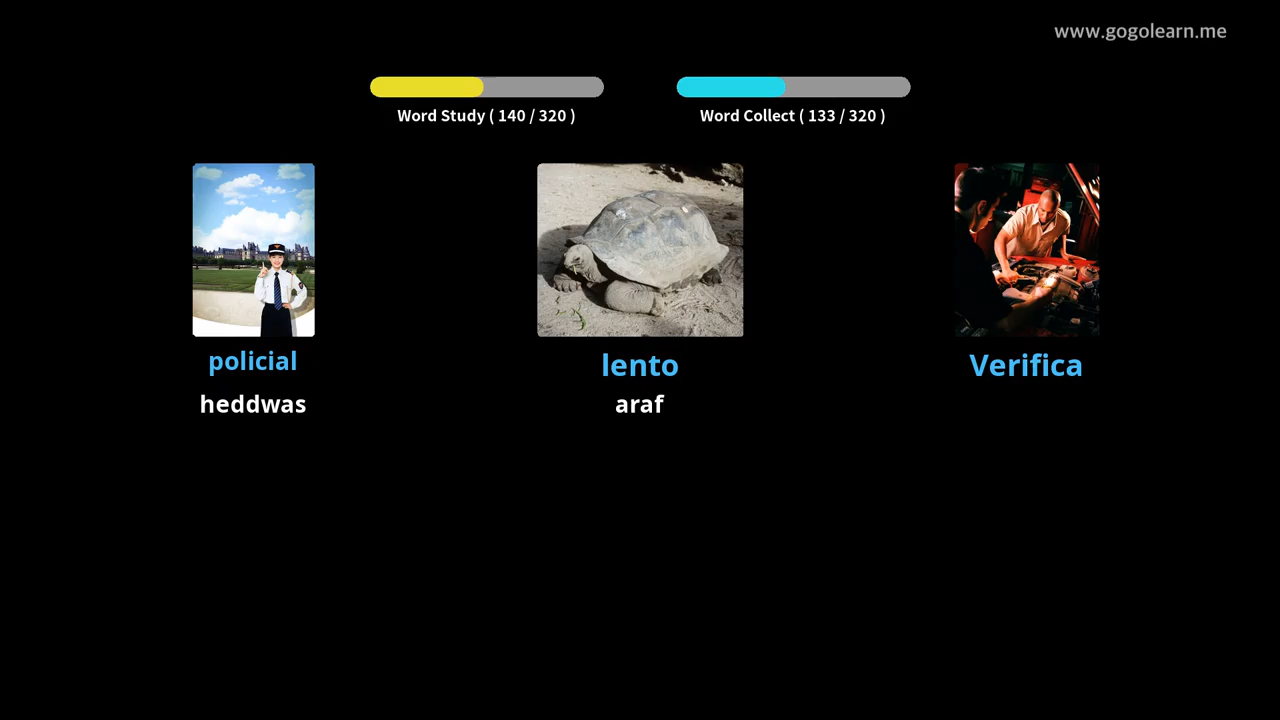 www.gogolearn.me
Word Study ( 140 / 320 )
Word Collect ( 133 / 320 )
policial
lento
Verifica
heddwas
araf